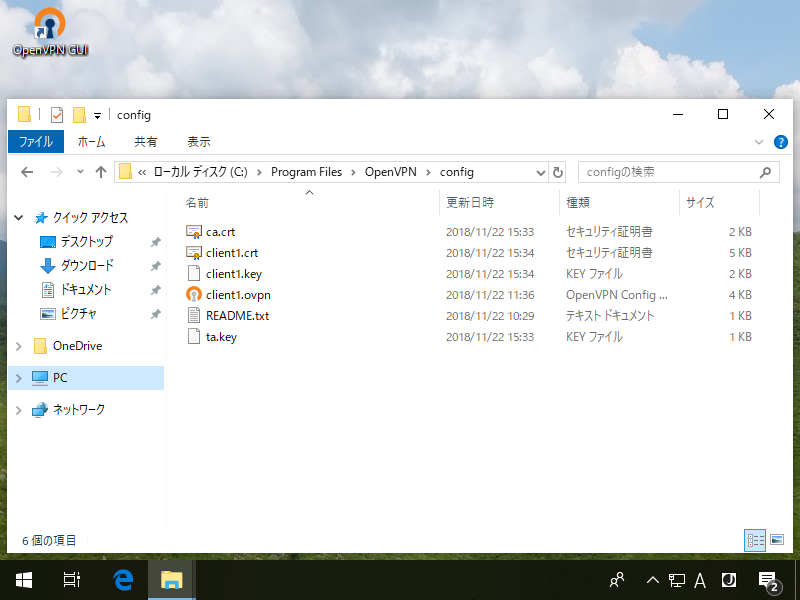 OpenVPN GUI
config
ファイル ホーム 共有 表示
« ローカル ディスク (C:) › Program Files › OpenVPN › config configの検索
名前 更新日時 種類 サイズ
クイック アクセス
デスクトップ
ダウンロード
ドキュメント
ピクチャ
OneDrive
PC
ネットワーク
ca.crt 2018/11/22 15:33 セキュリティ証明書 2 KB
client1.crt 2018/11/22 15:34 セキュリティ証明書 5 KB
client1.key 2018/11/22 15:34 KEY ファイル 2 KB
client1.ovpn 2018/11/22 11:36 OpenVPN Config ... 4 KB
README.txt 2018/11/22 10:29 テキスト ドキュメント 1 KB
ta.key 2018/11/22 15:33 KEY ファイル 1 KB
6 個の項目
A J 2